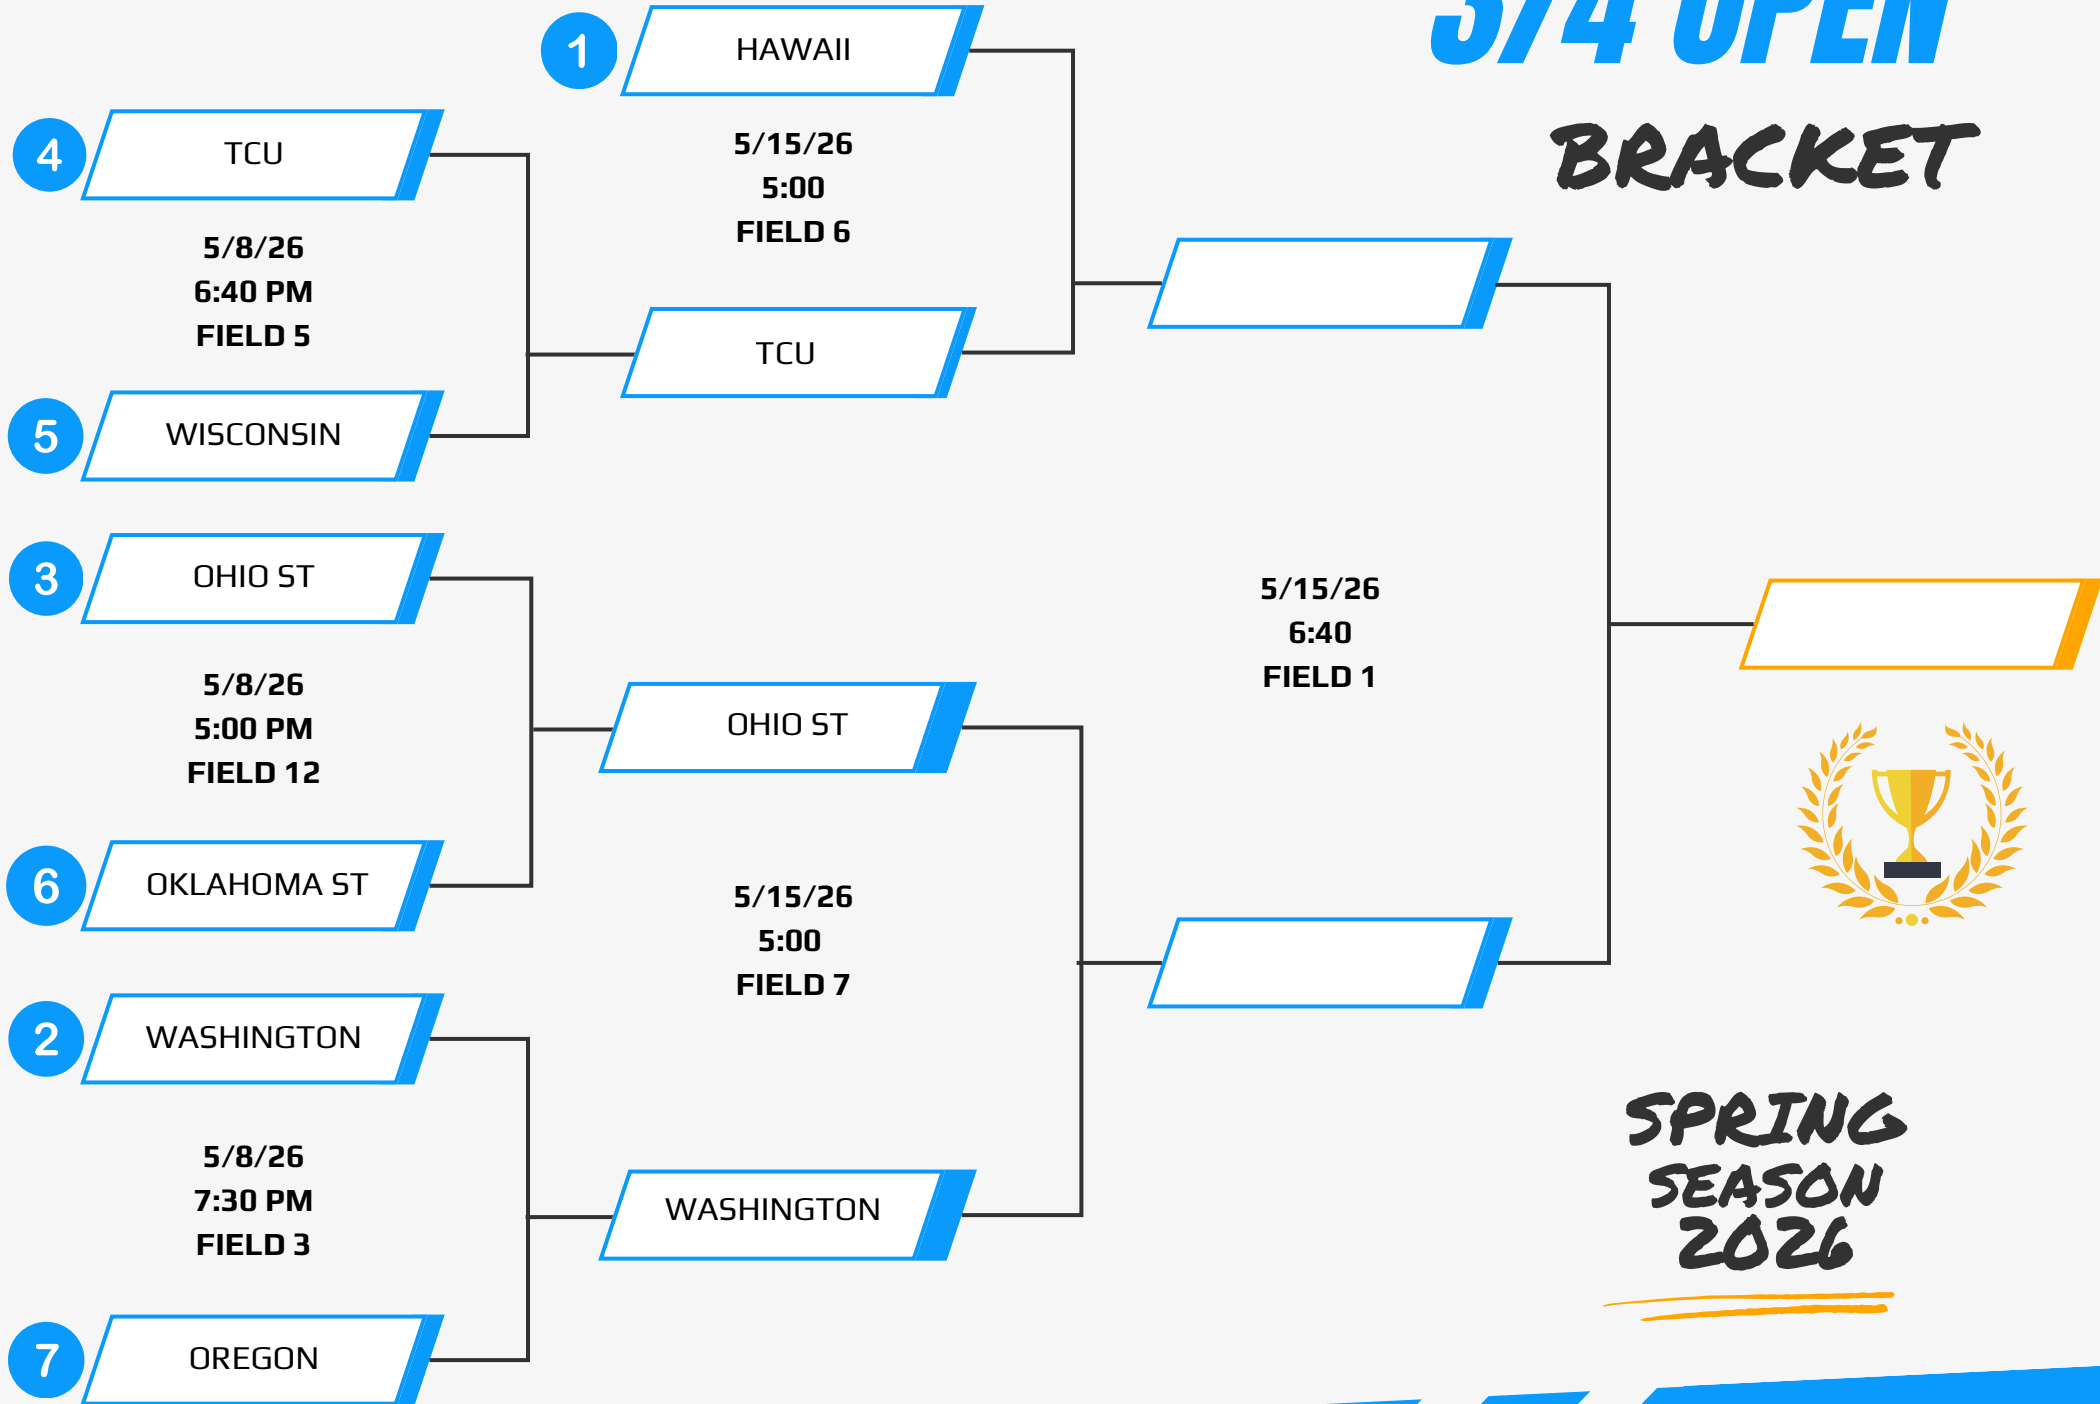 3/4 OPEN
BRACKET
1
HAWAII
5/15/26
5:00
FIELD 6
4
TCU
5/8/26
6:40 PM
FIELD 5
TCU
5
WISCONSIN
3
OHIO ST
5/8/26
5:00 PM
FIELD 12
OHIO ST
6
OKLAHOMA ST
5/15/26
5:00
FIELD 7
5/15/26
6:40
FIELD 1
2
WASHINGTON
5/8/26
7:30 PM
FIELD 3
WASHINGTON
7
OREGON
SPRING
SEASON
2026